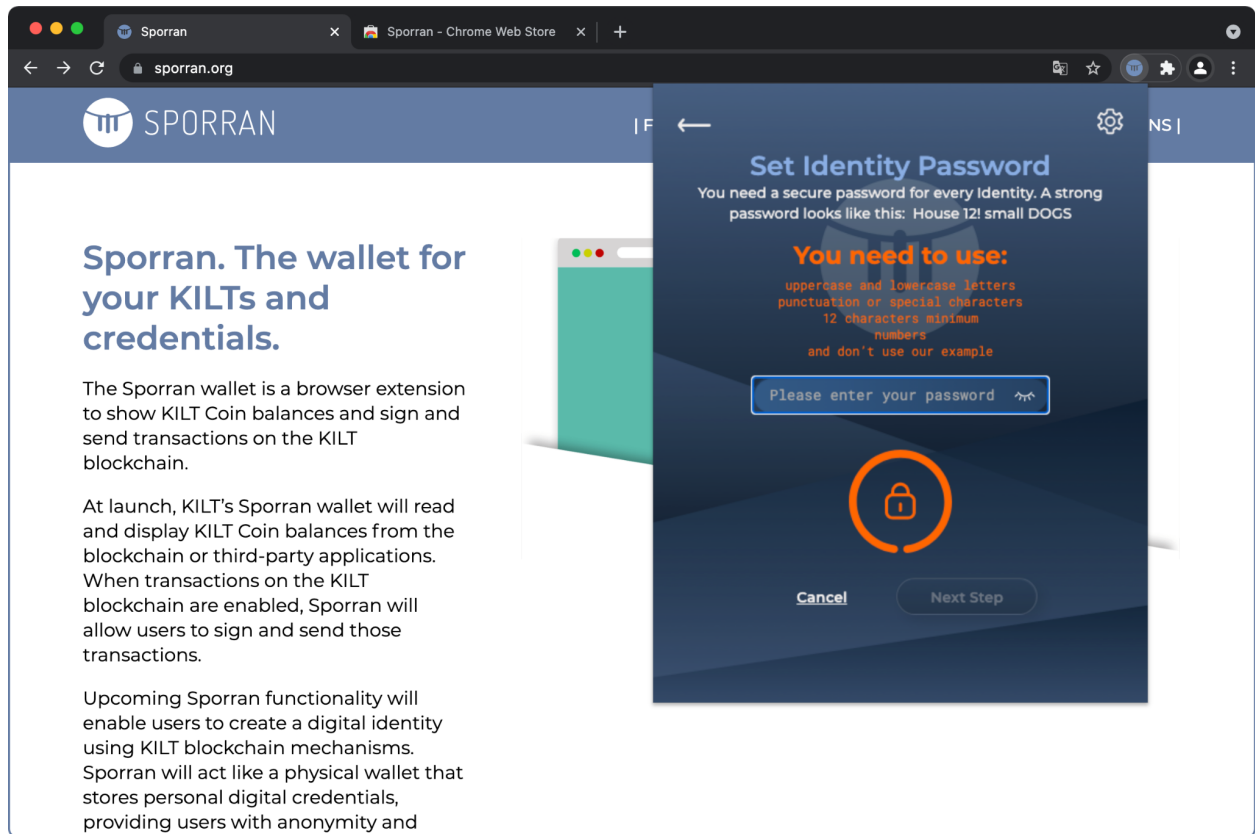 Sporran
Sporran - Chrome Web Store
sporran.org
SPORRAN
| F
NS |
Set Identity Password
You need a secure password for every Identity. A strong
password looks like this: House 12! small DOGS
You need to use:
uppercase and lowercase letters
punctuation or special characters
12 characters minimum
numbers
and don't use our example
Please enter your password
Cancel
Next Step
Sporran. The wallet for
your KILTs and
credentials.
The Sporran wallet is a browser extension
to show KILT Coin balances and sign and
send transactions on the KILT
blockchain.
At launch, KILT's Sporran wallet will read
and display KILT Coin balances from the
blockchain or third-party applications.
When transactions on the KILT
blockchain are enabled, Sporran will
allow users to sign and send those
transactions.
Upcoming Sporran functionality will
enable users to create a digital identity
using KILT blockchain mechanisms.
Sporran will act like a physical wallet that
stores personal digital credentials,
providing users with anonymity and